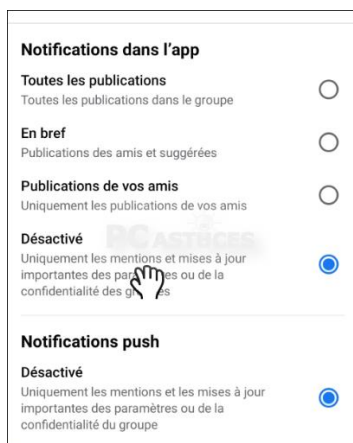 Notifications dans l'app
Toutes les publications
Toutes les publications dans le groupe
En bref
Publications des amis et suggérées
Publications de vos amis
Uniquement les publications de vos amis
Désactivé
PC ASTUCES
Uniquement les mentions et mises à jour
importantes des ou de la
confidentialité des
Notifications push
Désactivé
Uniquement les mentions et les mises à jour
importantes des paramètres ou de la
confidentialité du groupe